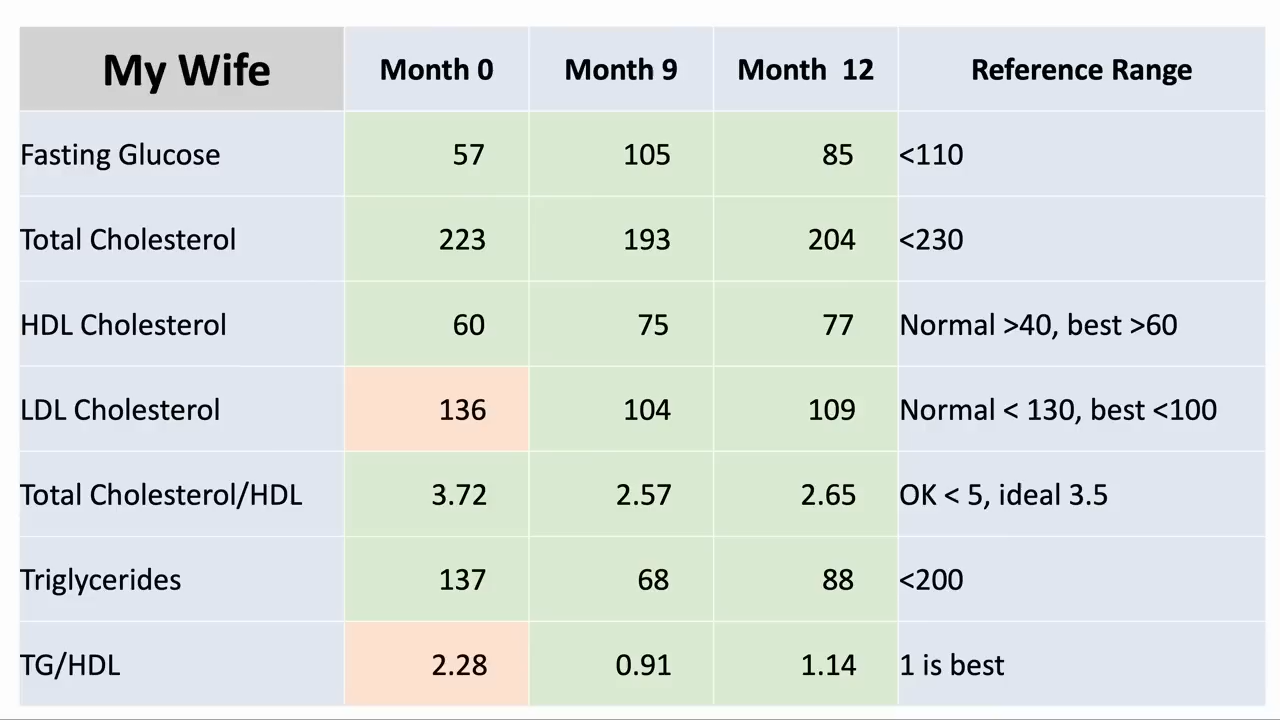 My Wife Month 0 Month 9 Month 12 Reference Range
Fasting Glucose 57 105 85 <110
Total Cholesterol 223 193 204 <230
HDL Cholesterol 60 75 77 Normal >40, best >60
LDL Cholesterol 136 104 109 Normal < 130, best <100
Total Cholesterol/HDL 3.72 2.57 2.65 OK < 5, ideal 3.5
Triglycerides 137 68 88 <200
TG/HDL 2.28 0.91 1.14 1 is best